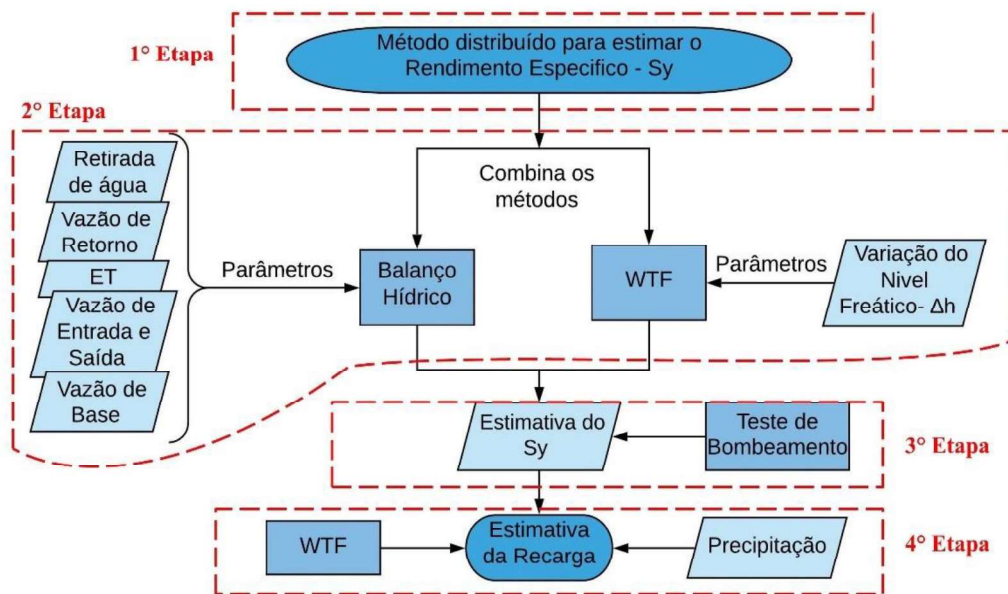 1° Etapa
Método distribuído para estimar o
Rendimento Especifico - Sy
2° Etapa
Retirada
de água
Vazão de
Retorno
ET
Vazão de
Entrada e
Saída
Vazão de
Base
Parâmetros
Combina os
métodos
Balanço
Hídrico
WTF
Parâmetros
Variação do
Nivel
Freático- Δh
Estimativa do
Sy
Teste de
Bombeamento
3° Etapa
WTF
Estimativa
da Recarga
Precipitação
4° Etapa